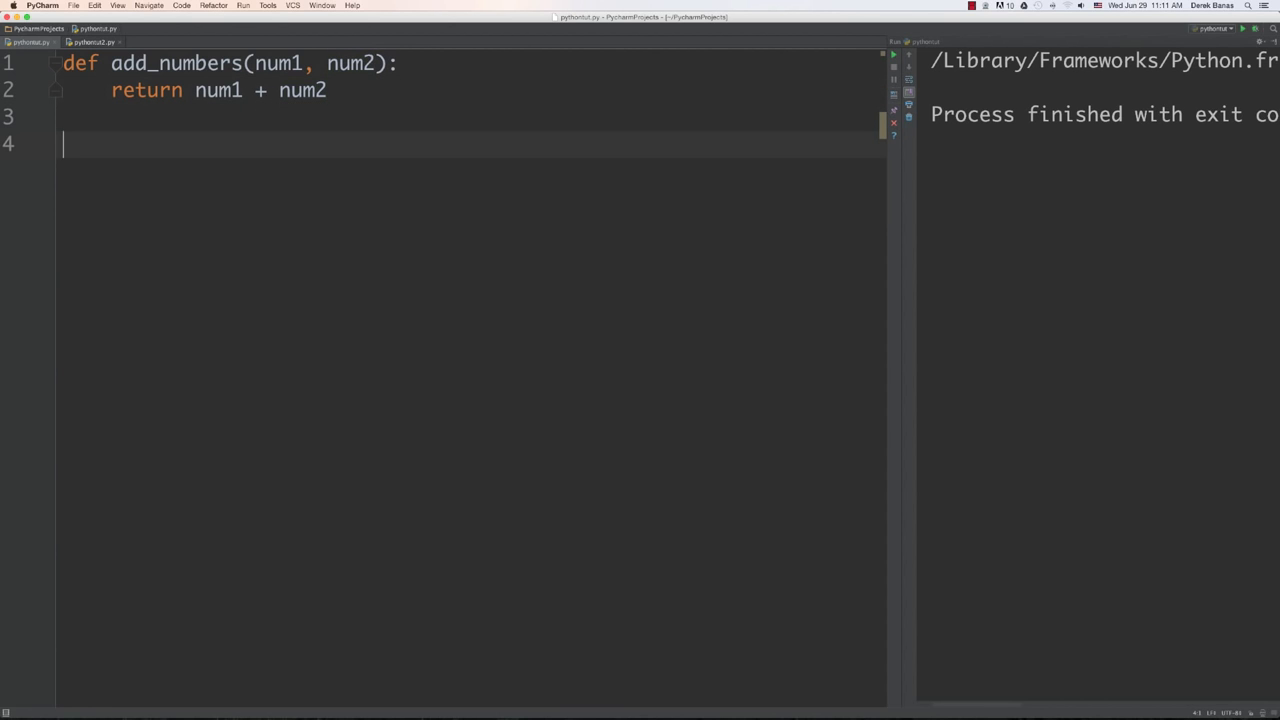 PyCharm File Edit View Navigate Code Refactor Run Tools VCS Window Help 10 Wed Jun 29 11:11 AM Derek Banas
pythontut.py - PycharmProjects - [~/PycharmProjects]
PycharmProjects pythontut.py pythontut
pythontut.py pythontut2.py Run pythontut
1 def add_numbers(num1, num2):
2 return num1 + num2
3
4
/Library/Frameworks/Python.fr
Process finished with exit co
4:1 LF÷ UTF-8÷